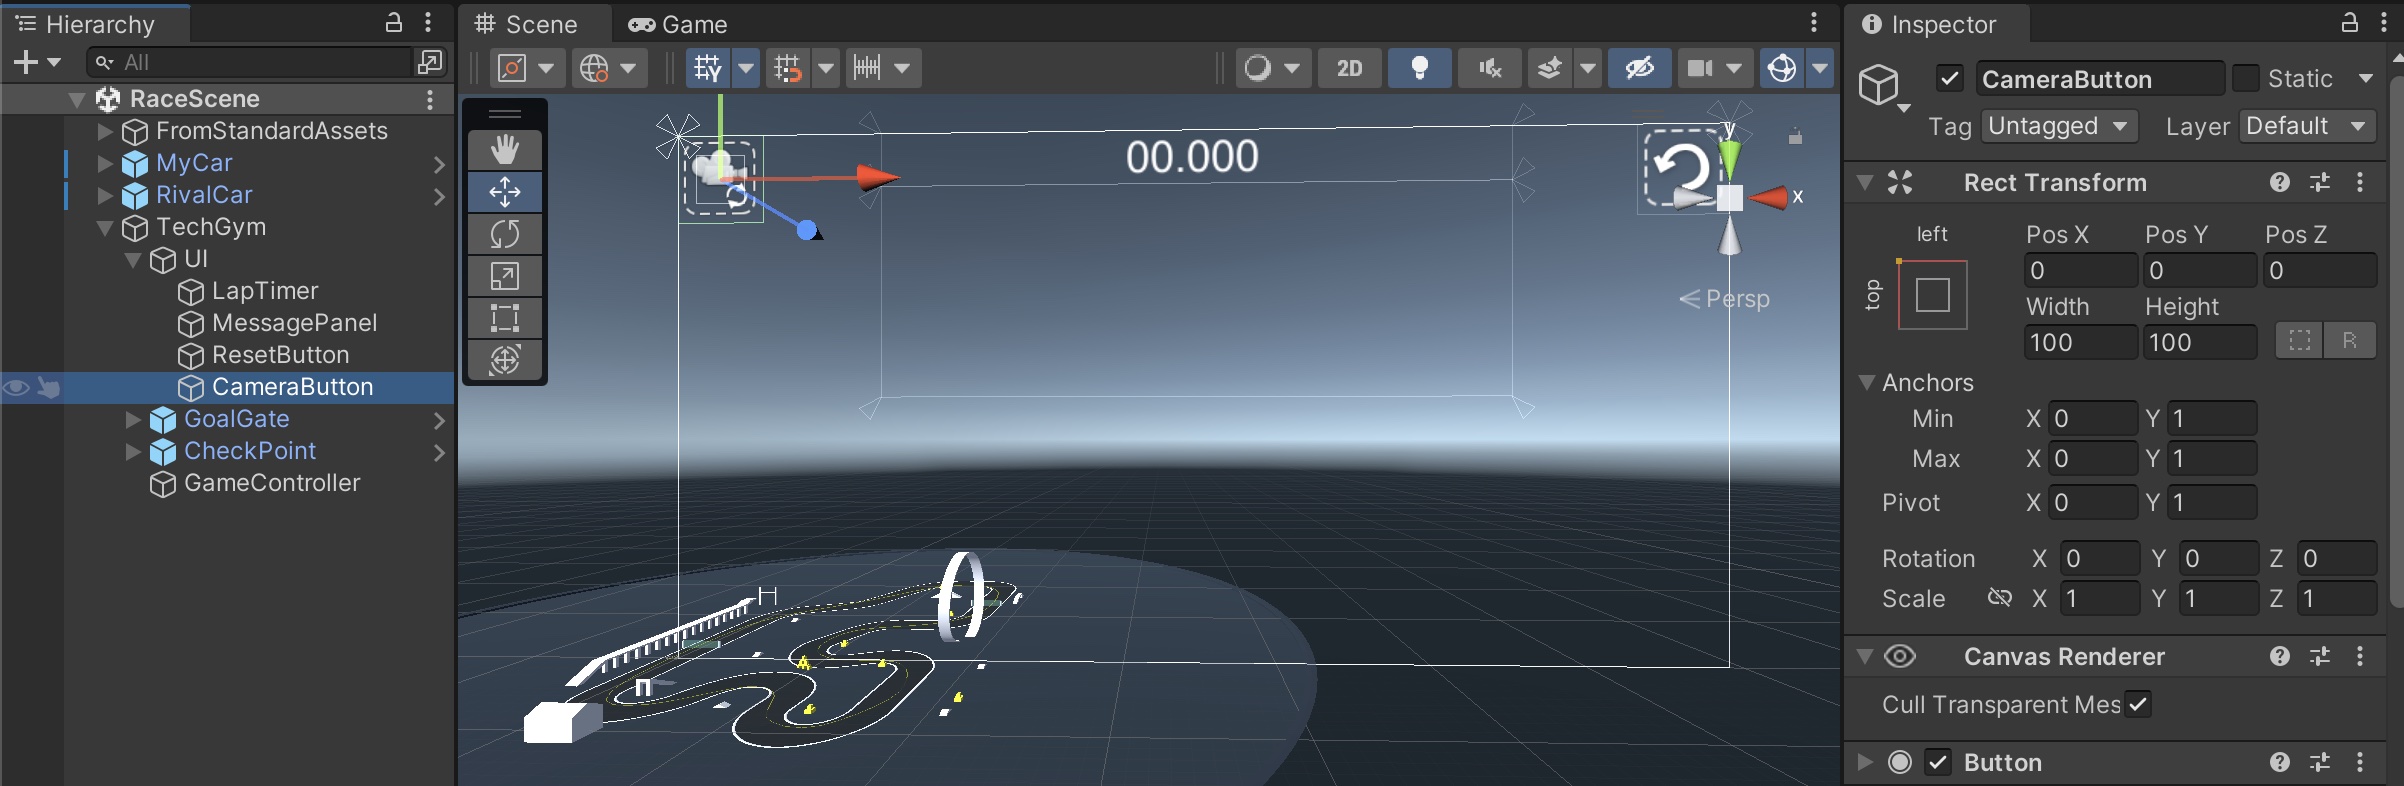 Hierarchy
All
RaceScene
FromStandardAssets
MyCar
RivalCar
TechGym
UI
LapTimer
MessagePanel
ResetButton
CameraButton
GoalGate
CheckPoint
GameController
Scene
Game
Y
2D
00.000
y
x
Persp
Inspector
CameraButton
Static
Tag Untagged Layer Default
Rect Transform
left
top
Pos X Pos Y Pos Z
0 0 0
Width Height
100 100 R
Anchors
Min X 0 Y 1
Max X 0 Y 1
Pivot X 0 Y 1
Rotation X 0 Y 0 Z 0
Scale X 1 Y 1 Z 1
Canvas Renderer
Cull Transparent Mes
Button